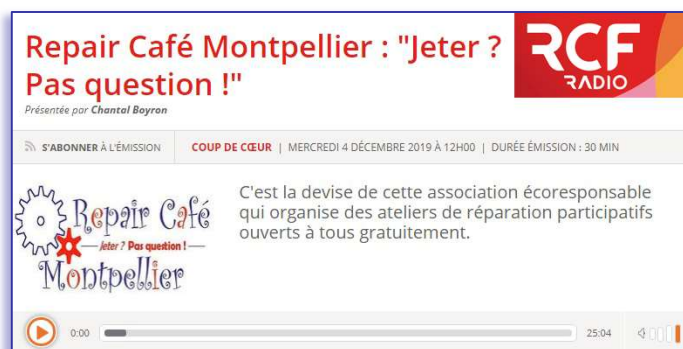 Repair Café Montpellier : "Jeter ?
Pas question !"
RCF
RADIO
Présentée par Chantal Boyron
S'ABONNER À L'ÉMISSION
COUP DE CŒUR | MERCREDI 4 DÉCEMBRE 2019 À 12H00 | DURÉE ÉMISSION : 30 MIN
Repair Café
Jeter ? Pas question !
Montpellier
C'est la devise de cette association écoresponsable
qui organise des ateliers de réparation participatifs
ouverts à tous gratuitement.
0:00
25:04